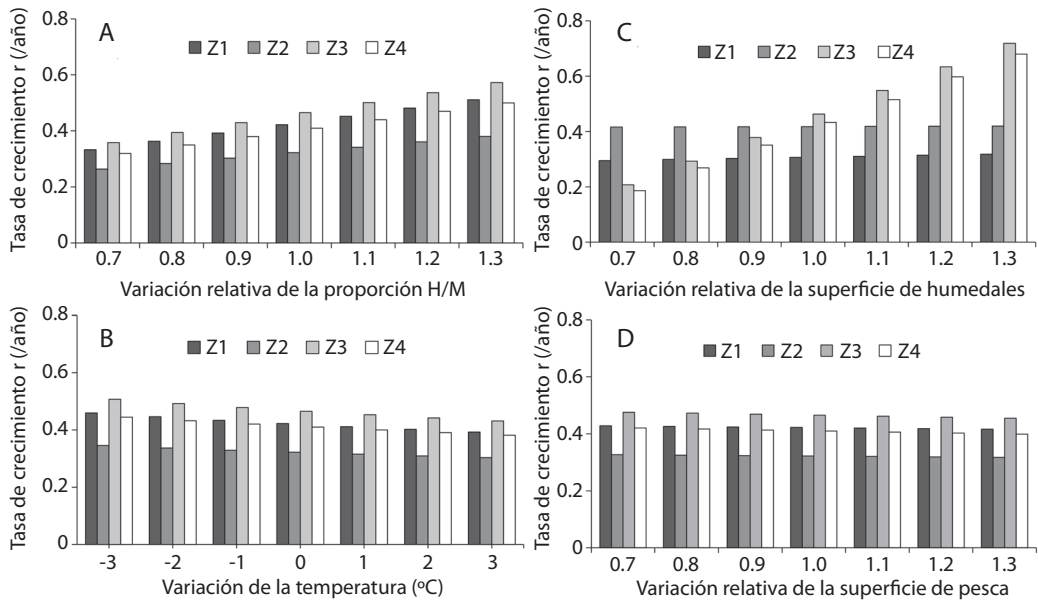 Tasa de crecimiento r (/año)
0.8
0.6
0.4
0.2
0
A
Z1 Z2 Z3 Z4
0.7 0.8 0.9 1.0 1.1 1.2 1.3
Variación relativa de la proporción H/M
Tasa de crecimiento r (/año)
0.8
0.6
0.4
0.2
0
C
Z1 Z2 Z3 Z4
0.7 0.8 0.9 1.0 1.1 1.2 1.3
Variación relativa de la superficie de humedales
Tasa de crecimiento r (/año)
0.8
0.6
0.4
0.2
0
B
Z1 Z2 Z3 Z4
-3 -2 -1 0 1 2 3
Variación de la temperatura (ºC)
Tasa de crecimiento r (/año)
0.8
0.6
0.4
0.2
0
D
Z1 Z2 Z3 Z4
0.7 0.8 0.9 1.0 1.1 1.2 1.3
Variación relativa de la superficie de pesca